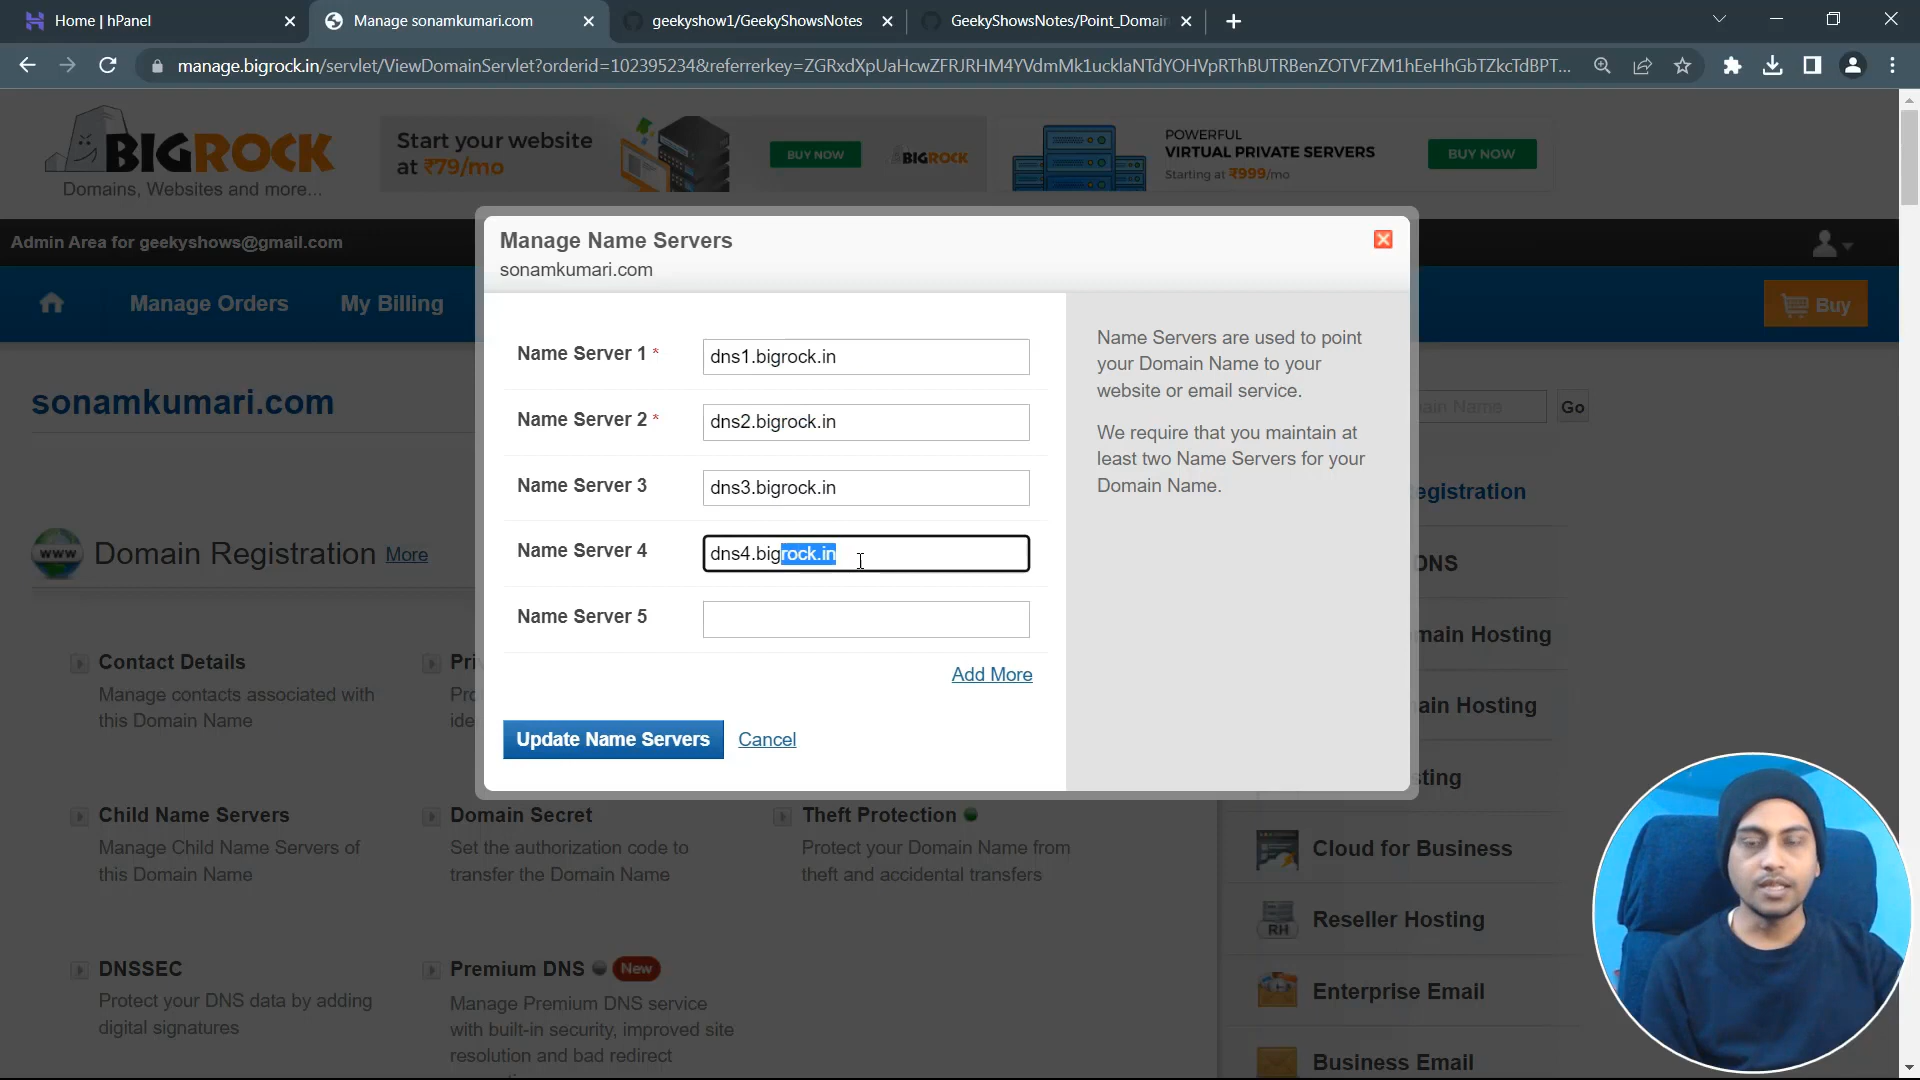 Home | hPanel
Manage sonamkumari.com
geekyshow1/GeekyShowsNotes
GeekyShowsNotes/Point_Domain
manage.bigrock.in/servlet/ViewDomainServlet?orderid=102395234&referrerkey=
BIGROCK
Domains, Websites and more...
Start your website
at ₹79/mo
BUY NOW
BIGROCK
POWERFUL
VIRTUAL PRIVATE SERVERS
Starting at ₹999/mo
BUY NOW
Admin Area for geekyshows@gmail.com
Manage Orders
My Billing
Buy
Manage Name Servers
sonamkumari.com
Name Server 1 *
dns1.bigrock.in
Name Server 2 *
dns2.bigrock.in
Name Server 3
dns3.bigrock.in
Name Server 4
dns4.bigrock.in
Name Server 5
Add More
Update Name Servers
Cancel
Name Servers are used to point
your Domain Name to your
website or email service.
We require that you maintain at
least two Name Servers for your
Domain Name.
sonamkumari.com
ain Name
Go
Domain Registration More
egistration
DNS
main Hosting
ain Hosting
sting
Contact Details
Manage contacts associated with
this Domain Name
Pri
Pro
ide
Child Name Servers
Manage Child Name Servers of
this Domain Name
Domain Secret
Set the authorization code to
transfer the Domain Name
Theft Protection
Protect your Domain Name from
theft and accidental transfers
DNSSEC
Protect your DNS data by adding
digital signatures
Premium DNS New
Manage Premium DNS service
with built-in security, improved site
resolution and bad redirect
Cloud for Business
RH
Reseller Hosting
Enterprise Email
Business Email